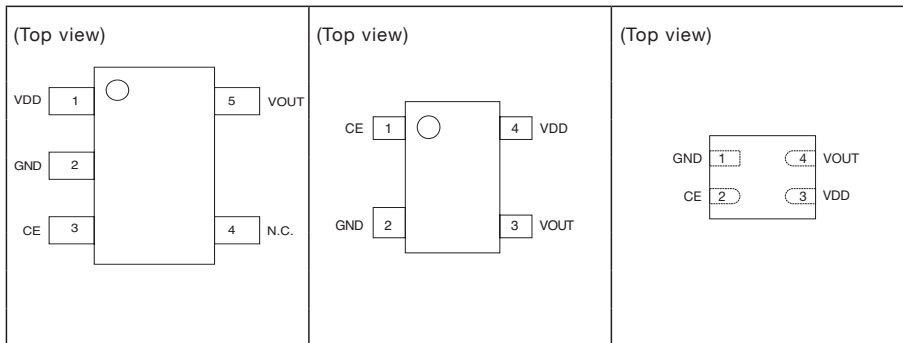 (Top view)
VDD 1 5 VOUT
GND 2
CE 3 4 N.C.
(Top view)
CE 1 4 VDD
GND 2 3 VOUT
(Top view)
GND 1 4 VOUT
CE 2 3 VDD